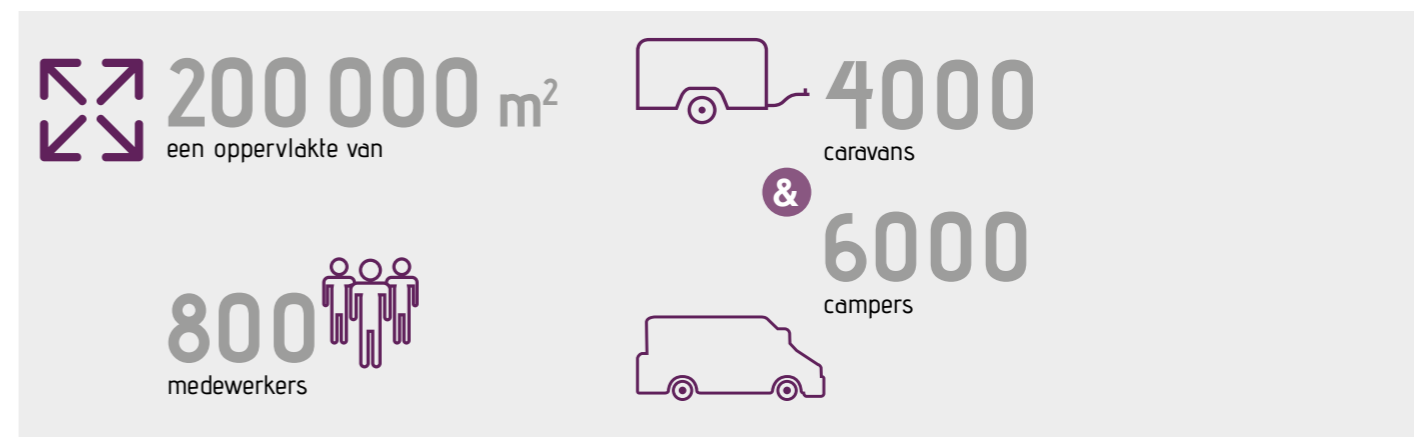 200 000 m²
een oppervlakte van
800
medewerkers
4000
caravans
&
6000
campers